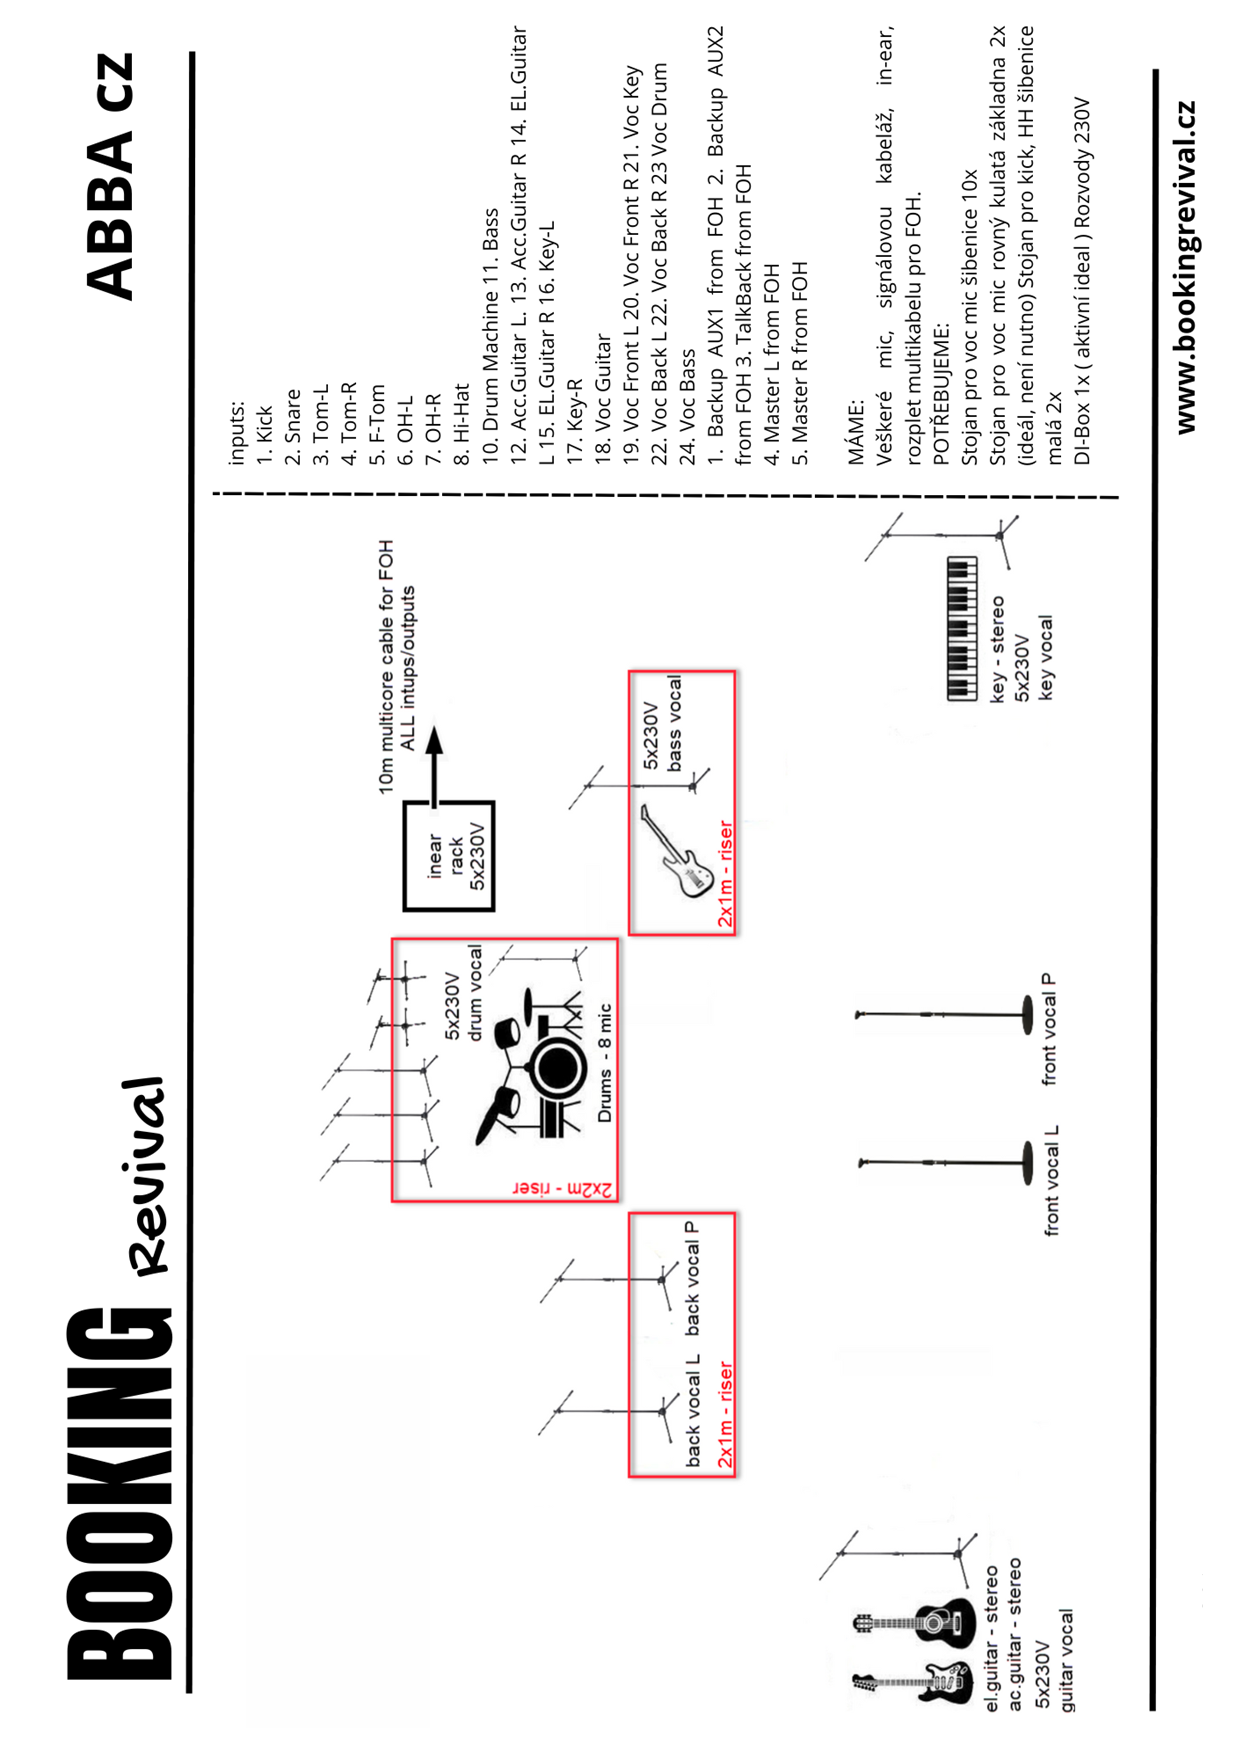 BOOKING Revival
ABBA cz
10m multicore cable for FOH
ALL intups/outputs
inear
rack
5x230V
5x230V
drum vocal
Drums - 8 mic
2x2m - riser
back vocal L
back vocal P
2x1m - riser
5x230V
bass vocal
2x1m - riser
el.guitar - stereo
ac.guitar - stereo
5x230V
guitar vocal
front vocal L
front vocal P
key - stereo
5x230V
key vocal
inputs:
1. Kick
2. Snare
3. Tom-L
4. Tom-R
5. F-Tom
6. OH-L
7. OH-R
8. Hi-Hat
10. Drum Machine 11. Bass
12. Acc.Guitar L. 13. Acc.Guitar R 14. EL.Guitar
L 15. EL.Guitar R 16. Key-L
17. Key-R
18. Voc Guitar
19. Voc Front L 20. Voc Front R 21. Voc Key
22. Voc Back L 22. Voc Back R 23 Voc Drum
24. Voc Bass
1. Backup AUX1 from FOH 2. Backup AUX2
from FOH 3. TalkBack from FOH
4. Master L from FOH
5. Master R from FOH
MÁME:
Veškeré mic, signálovou kabeláž, in-ear,
rozplet multikabelu pro FOH.
POTŘEBUJEME:
Stojan pro voc mic šibenice 10x
Stojan pro voc mic rovný kulatá základna 2x
(ideál, není nutno) Stojan pro kick, HH šibenice
malá 2x
DI-Box 1x ( aktivní ideal ) Rozvody 230V
www.bookingrevival.cz